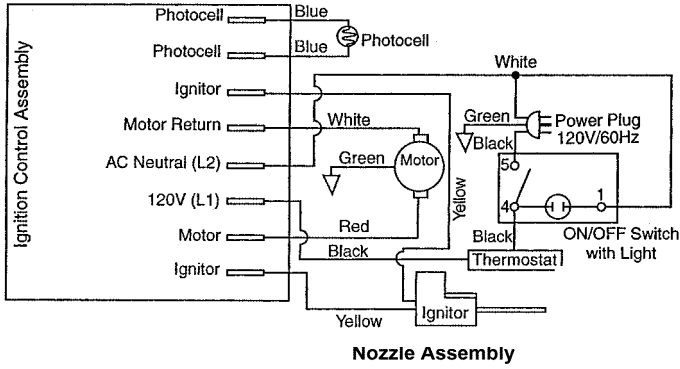 Ignition Control Assembly
Photocell
Blue
Photocell
Blue
Photocell
Ignitor
Motor Return
White
AC Neutral (L2)
Green
Motor
120V (L1)
Motor
Red
Black
Ignitor
Yellow
Yellow
Ignitor
White
Green
Power Plug
120V/60Hz
Black
5
4
1
Black
ON/OFF Switch
with Light
Thermostat
Nozzle Assembly